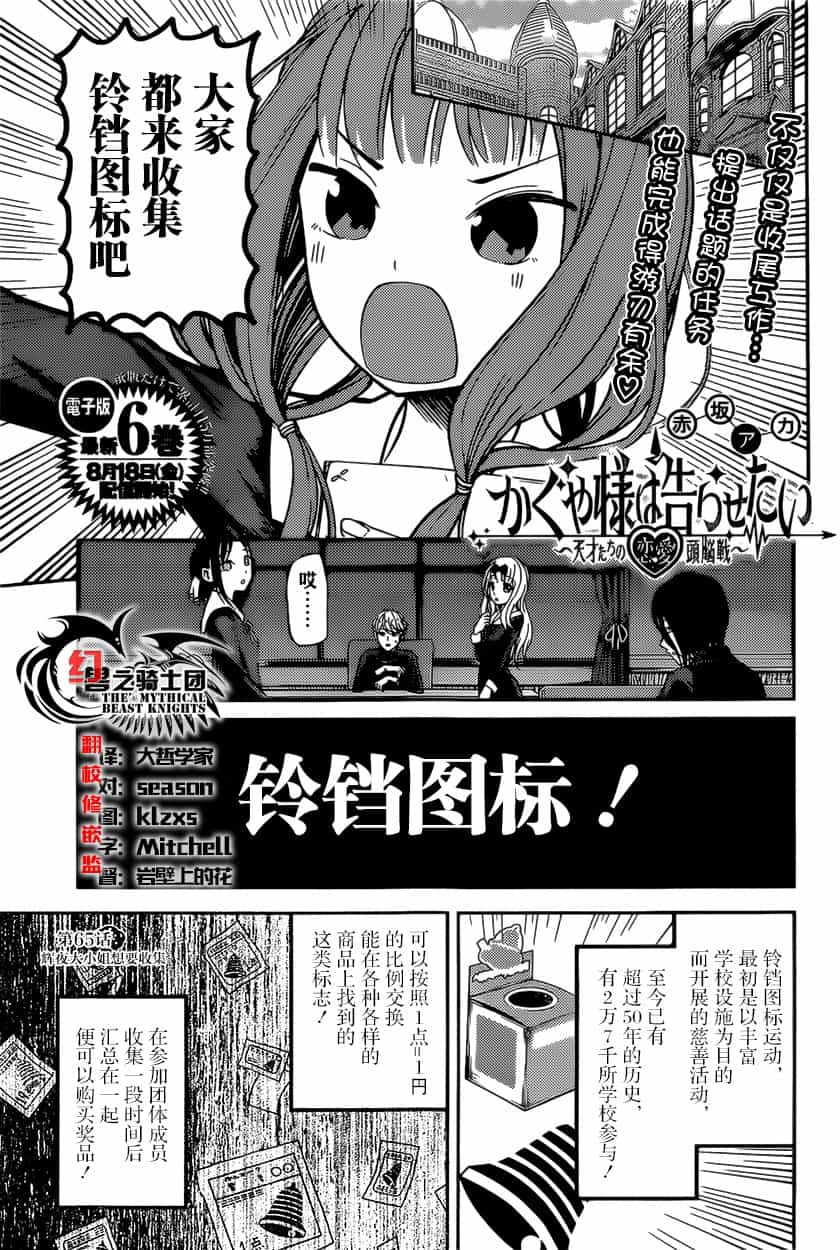 不仅仅是收尾工作…
提出话题的任务
也能完成得游刃有余♡
大家
都来收集
铃铛图标吧
電子版
最新6巻
8月18日(金)
配信開始!
赤坂アカ
かぐや様は告らせたい
～天才たちの恋愛頭脳戦～
哎……
幻兽之骑士团
THE MYTHICAL
BEAST KNIGHTS
翻译：大哲学家
校对：season
修图：klzxs
嵌字：Mitchell
监督：岩壁上的花
铃铛图标！
铃铛图标运动，
最初是以丰富
学校设施为目的
而开展的慈善活动，
至今已有
超过50年的历史，
有2万7千所学校参与！
可以按照1点=1円
的比例交换
能在各种各样的
商品上找到的
这类标志！
第65话
辉夜大小姐想要收集
在参加团体成员
收集一段时间后
汇总在一起
便可以购买奖品！